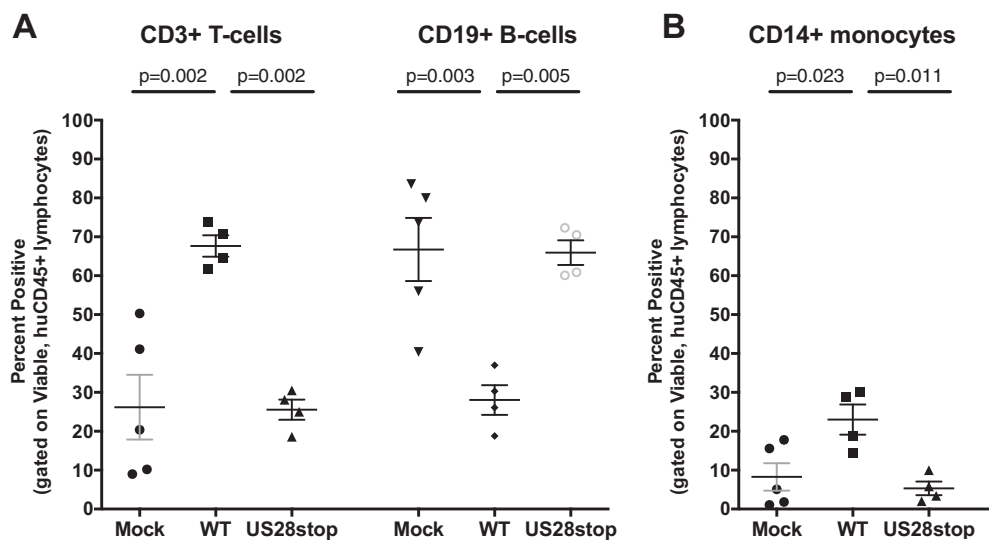 A
CD3+ T-cells
CD19+ B-cells
p=0.002
p=0.002
p=0.003
p=0.005
Percent Positive
(gated on Viable, huCD45+ lymphocytes)
100
90
80
70
60
50
40
30
20
10
0
Mock
WT
US28stop
Mock
WT
US28stop
B
CD14+ monocytes
p=0.023
p=0.011
Percent Positive
(gated on Viable, huCD45+ lymphocytes)
100
90
80
70
60
50
40
30
20
10
0
Mock
WT
US28stop